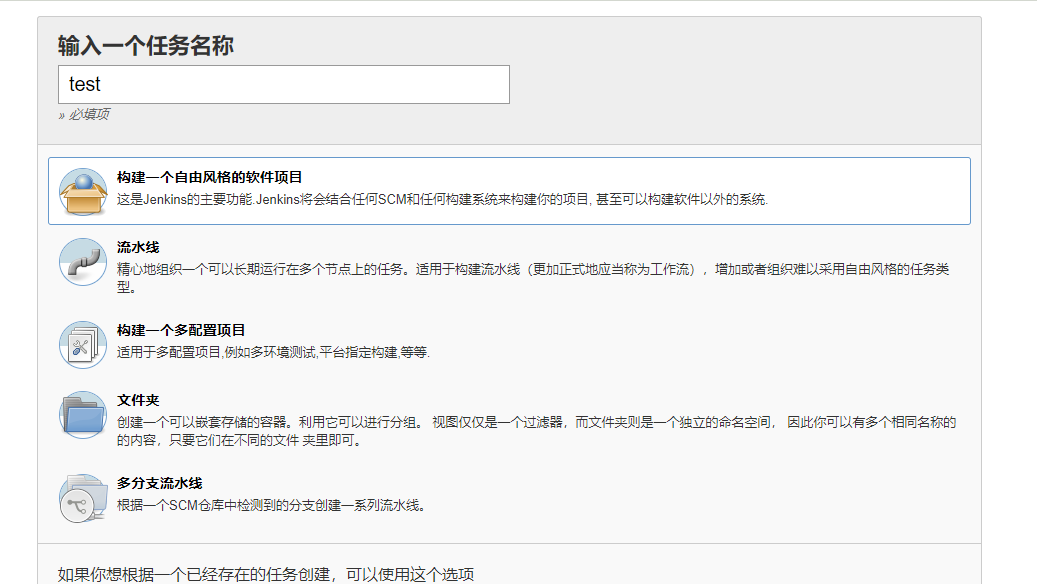 输入一个任务名称
test
» 必填项
构建一个自由风格的软件项目
这是Jenkins的主要功能.Jenkins将会结合任何SCM和任何构建系统来构建你的项目, 甚至可以构建软件以外的系统.
流水线
精心地组织一个可以长期运行在多个节点上的任务。适用于构建流水线（更加正式地应当称为工作流），增加或者组织难以采用自由风格的任务类
型。
构建一个多配置项目
适用于多配置项目,例如多环境测试,平台指定构建,等等.
文件夹
创建一个可以嵌套存储的容器。利用它可以进行分组。 视图仅仅是一个过滤器，而文件夹则是一个独立的命名空间， 因此你可以有多个相同名称的
的内容，只要它们在不同的文件 夹里即可。
多分支流水线
根据一个SCM仓库中检测到的分支创建一系列流水线。
如果你想根据一个已经存在的任务创建，可以使用这个选项